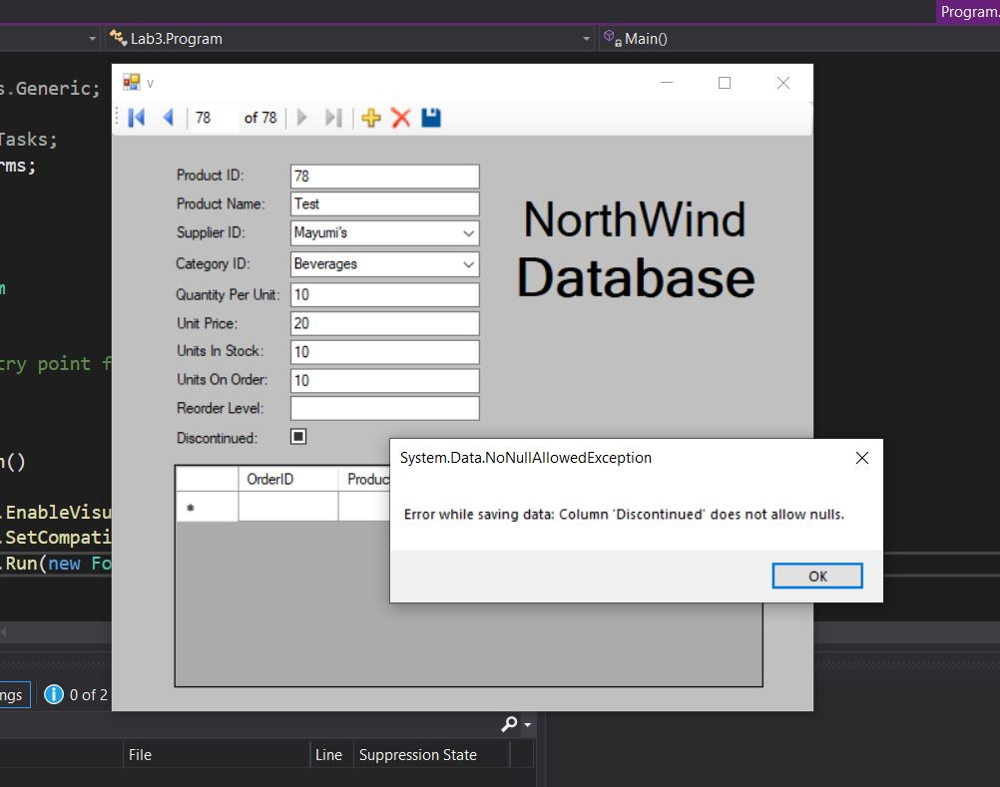 Program.
Lab3.Program
Main()
s.Generic;
Tasks;
rms;
m
try point f
n()
.EnableVisu
.SetCompati
.Run(new Fo
v
78 of 78
Product ID: 78
Product Name: Test
Supplier ID: Mayumi's
Category ID: Beverages
Quantity Per Unit: 10
Unit Price: 20
Units In Stock: 10
Units On Order: 10
Reorder Level:
Discontinued:
NorthWind
Database
OrderID Produc
System.Data.NoNullAllowedException
Error while saving data: Column 'Discontinued' does not allow nulls.
OK
ngs 0 of 2
File Line Suppression State